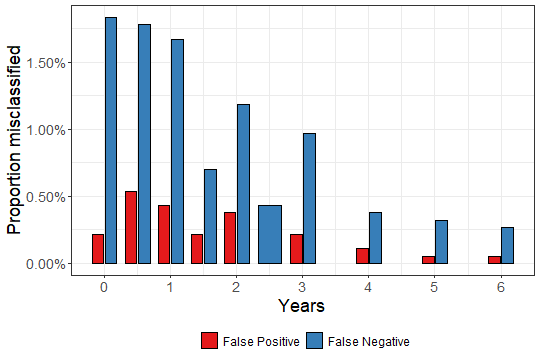 Proportion misclassified
1.50%
1.00%
0.50%
0.00%
0 1 2 3 4 5 6
Years
False Positive False Negative